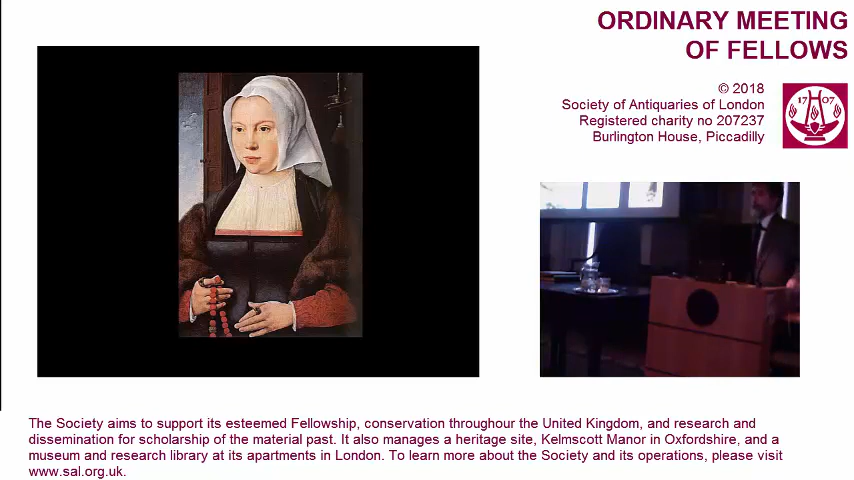 ORDINARY MEETING
OF FELLOWS
© 2018
Society of Antiquaries of London
Registered charity no 207237
Burlington House, Piccadilly
17 07
The Society aims to support its esteemed Fellowship, conservation throughour the United Kingdom, and research and
dissemination for scholarship of the material past. It also manages a heritage site, Kelmscott Manor in Oxfordshire, and a
museum and research library at its apartments in London. To learn more about the Society and its operations, please visit
www.sal.org.uk.